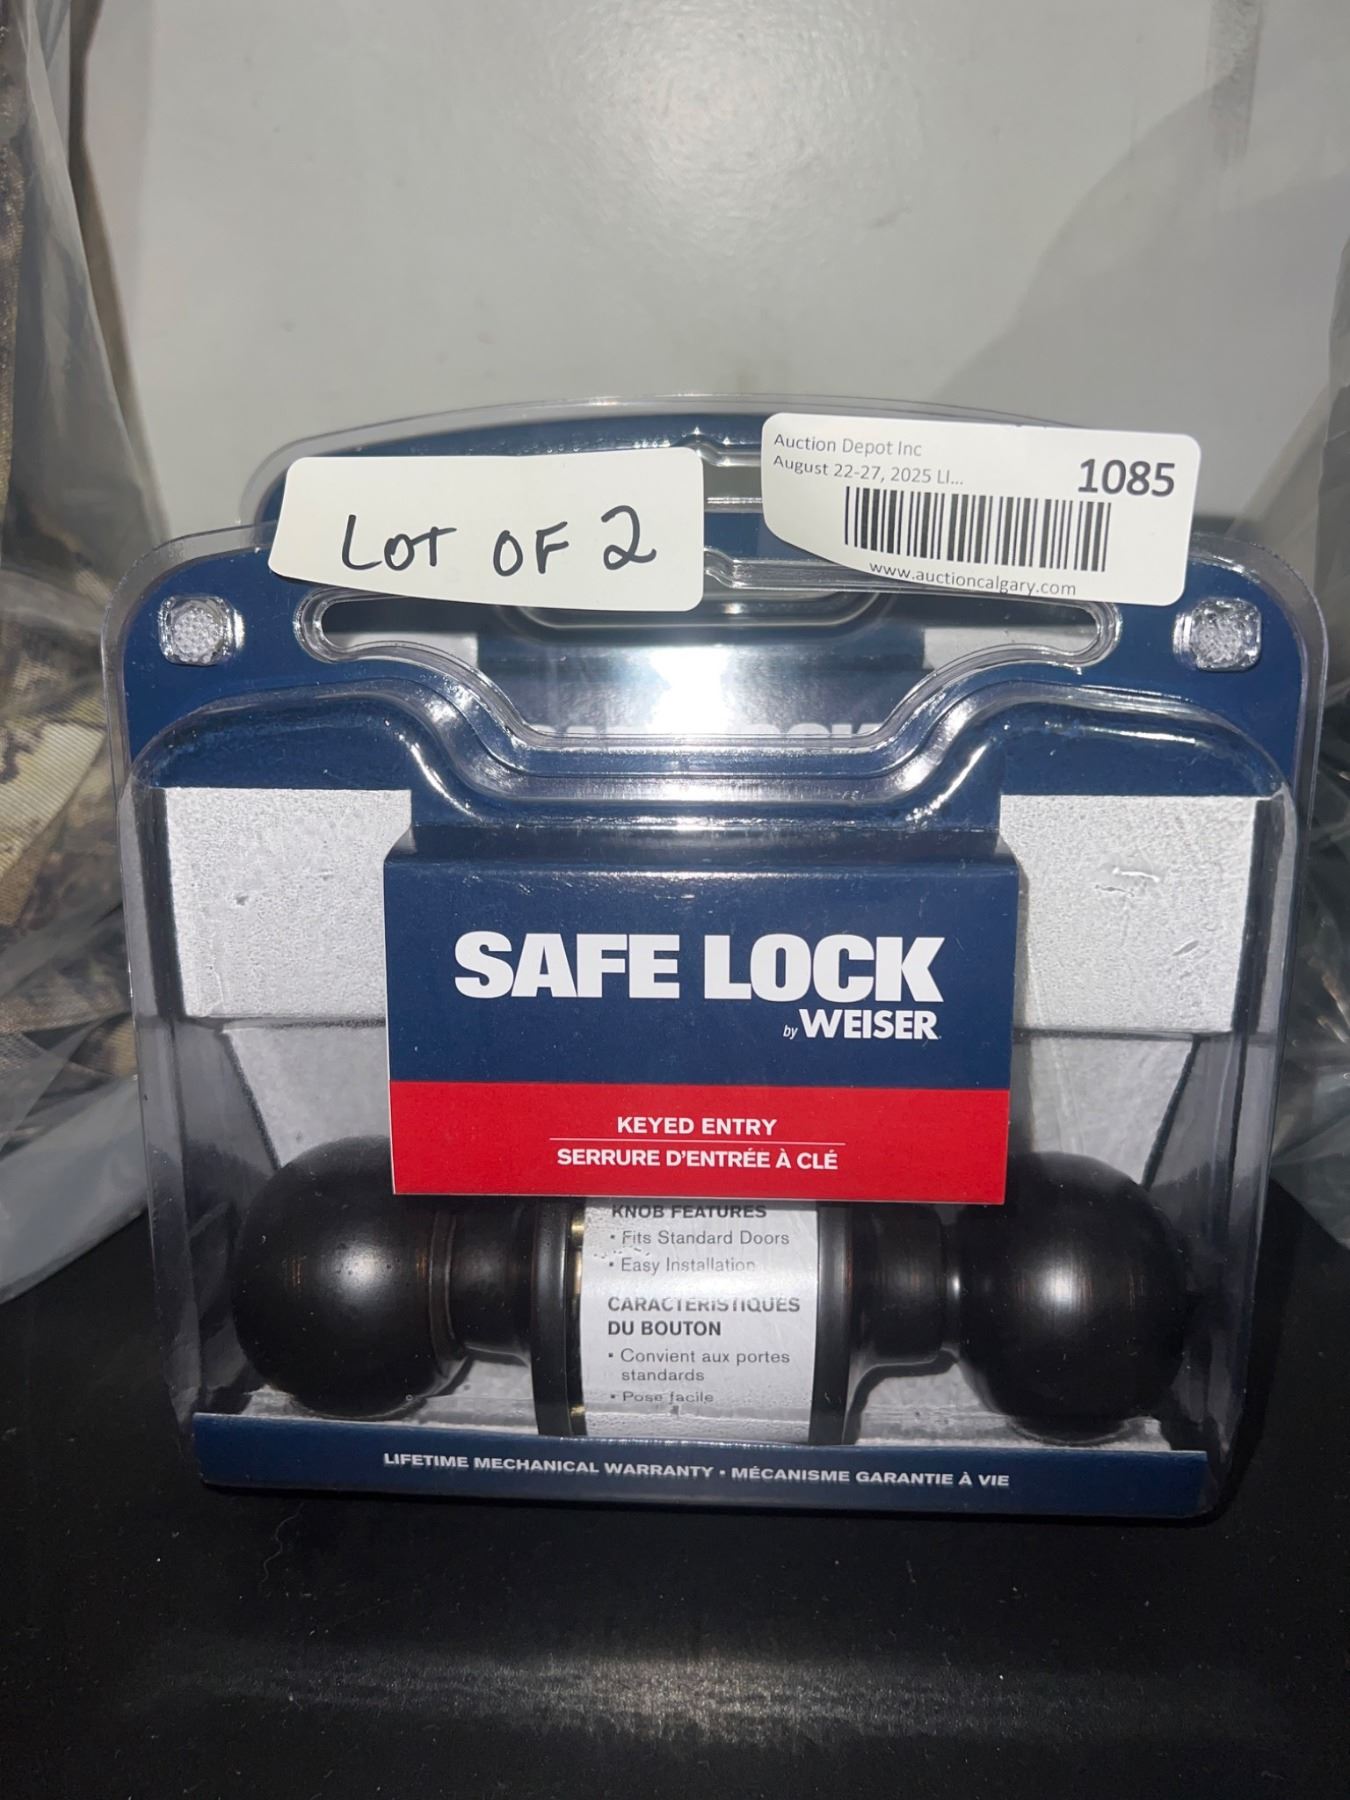 LOT OF 2
Auction Depot Inc
August 22-27, 2025 LI...
1085
www.auctioncalgary.com
SAFE LOCK
by WEISER
KEYED ENTRY
SERRURE D'ENTRÉE À CLÉ
KNOB FEATURES
• Fits Standard Doors
• Easy Installation
CARACTÉRISTIQUES
DU BOUTON
• Convient aux portes
standards
• Pose facile
LIFETIME MECHANICAL WARRANTY • MÉCANISME GARANTIE À VIE